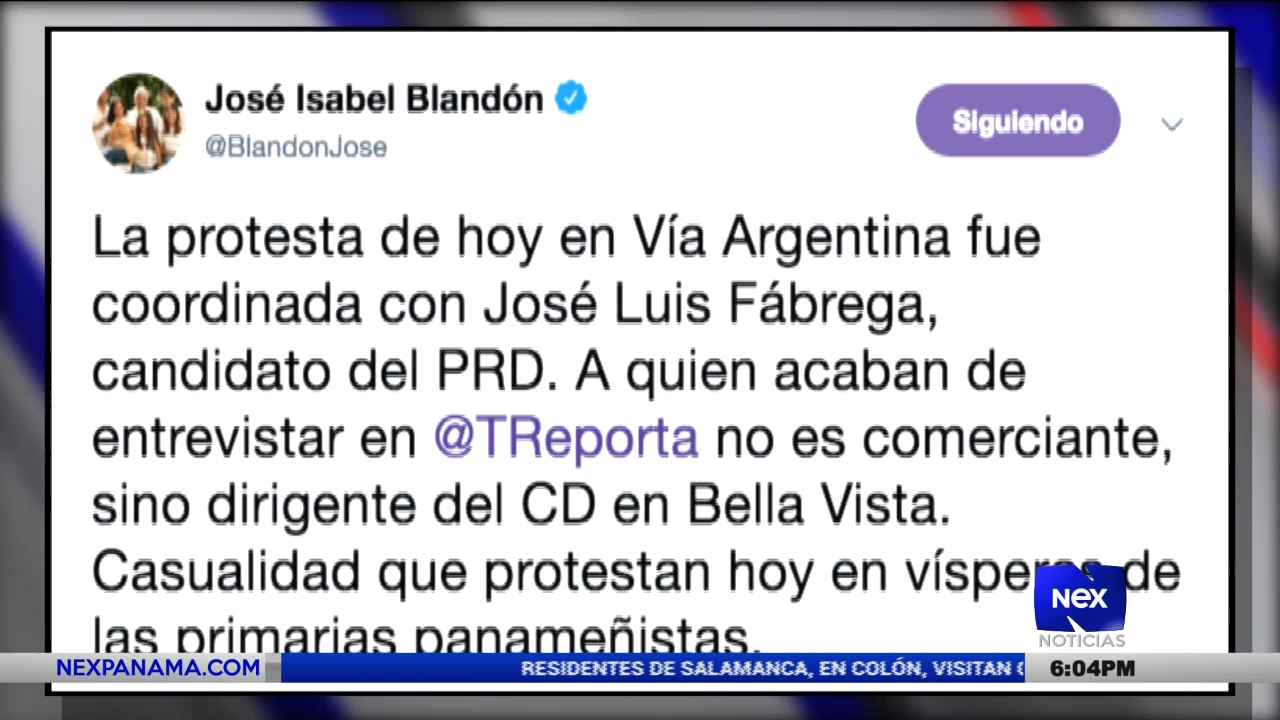 José Isabel Blandón
@BlandonJose
Siguiendo
La protesta de hoy en Vía Argentina fue
coordinada con José Luis Fábrega,
candidato del PRD. A quien acaban de
entrevistar en @TReporta no es comerciante,
sino dirigente del CD en Bella Vista.
Casualidad que protestan hoy en vísperas de
las primarias panameñistas.
nex
NOTICIAS
NEXPANAMA.COM
RESIDENTES DE SALAMANCA, EN COLÓN, VISITAN
6:04PM